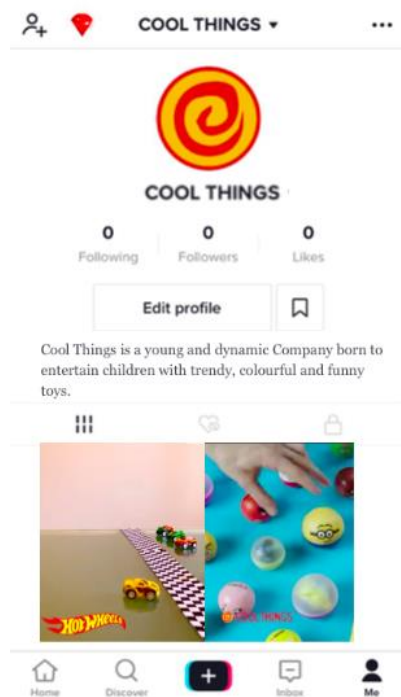 COOL THINGS
COOL THINGS
0 0 0
Following Followers Likes
Edit profile
Cool Things is a young and dynamic Company born to
entertain children with trendy, colourful and funny
toys.
HOT WHEELS
COOL THINGS
Home Discover Inbox Me